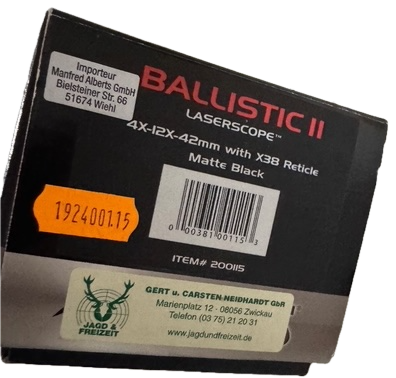 Importeur
Manfred Alberts GmbH
Bielsteiner Str. 66
51674 Wiehl
BALLISTIC II
LASERSCOPE™
4X-12X-42mm with X38 Reticle
Matte Black
1924001.15
0 00381 00115 3
ITEM# 200115
JAGD &
FREIZEIT
GERT u. CARSTEN NEIDHARDT GbR
Marienplatz 12 · 08056 Zwickau
Telefon (03 75) 21 20 31
www.jagdundfreizeit.de